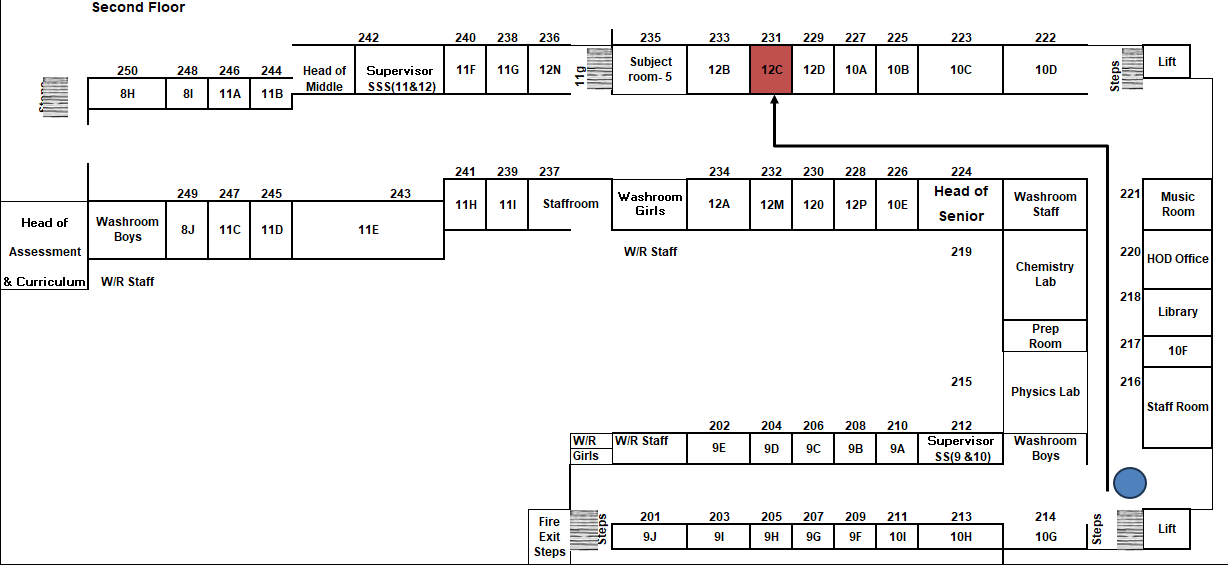 Second Floor
242 240 238 236 235 233 231 229 227 225 223 222
250 248 246 244
Head of
Middle
Supervisor
SSS(11&12)
11F 11G 12N
11g
Subject
room- 5
12B 12C 12D 10A 10B 10C 10D
Steps
Lift
Steps
8H 8I 11A 11B
241 239 237 234 232 230 228 226 224
249 247 245 243
221
Head of
Assessment
& Curriculum
Washroom
Boys
8J 11C 11D 11E
11H 11I Staffroom
Washroom
Girls
12A 12M 120 12P 10E
Head of
Senior
Washroom
Staff
Music
Room
W/R Staff
W/R Staff
219
Chemistry
Lab
220
HOD Office
218
Library
Prep
Room
217
10F
215
Physics Lab
216
Staff Room
202 204 206 208 210 212
W/R
Girls
W/R Staff
9E 9D 9C 9B 9A
Supervisor
SS(9 &10)
Washroom
Boys
Fire
Exit
Steps
Steps
201 203 205 207 209 211 213 214
9J 9I 9H 9G 9F 10I 10H 10G
Steps
Lift